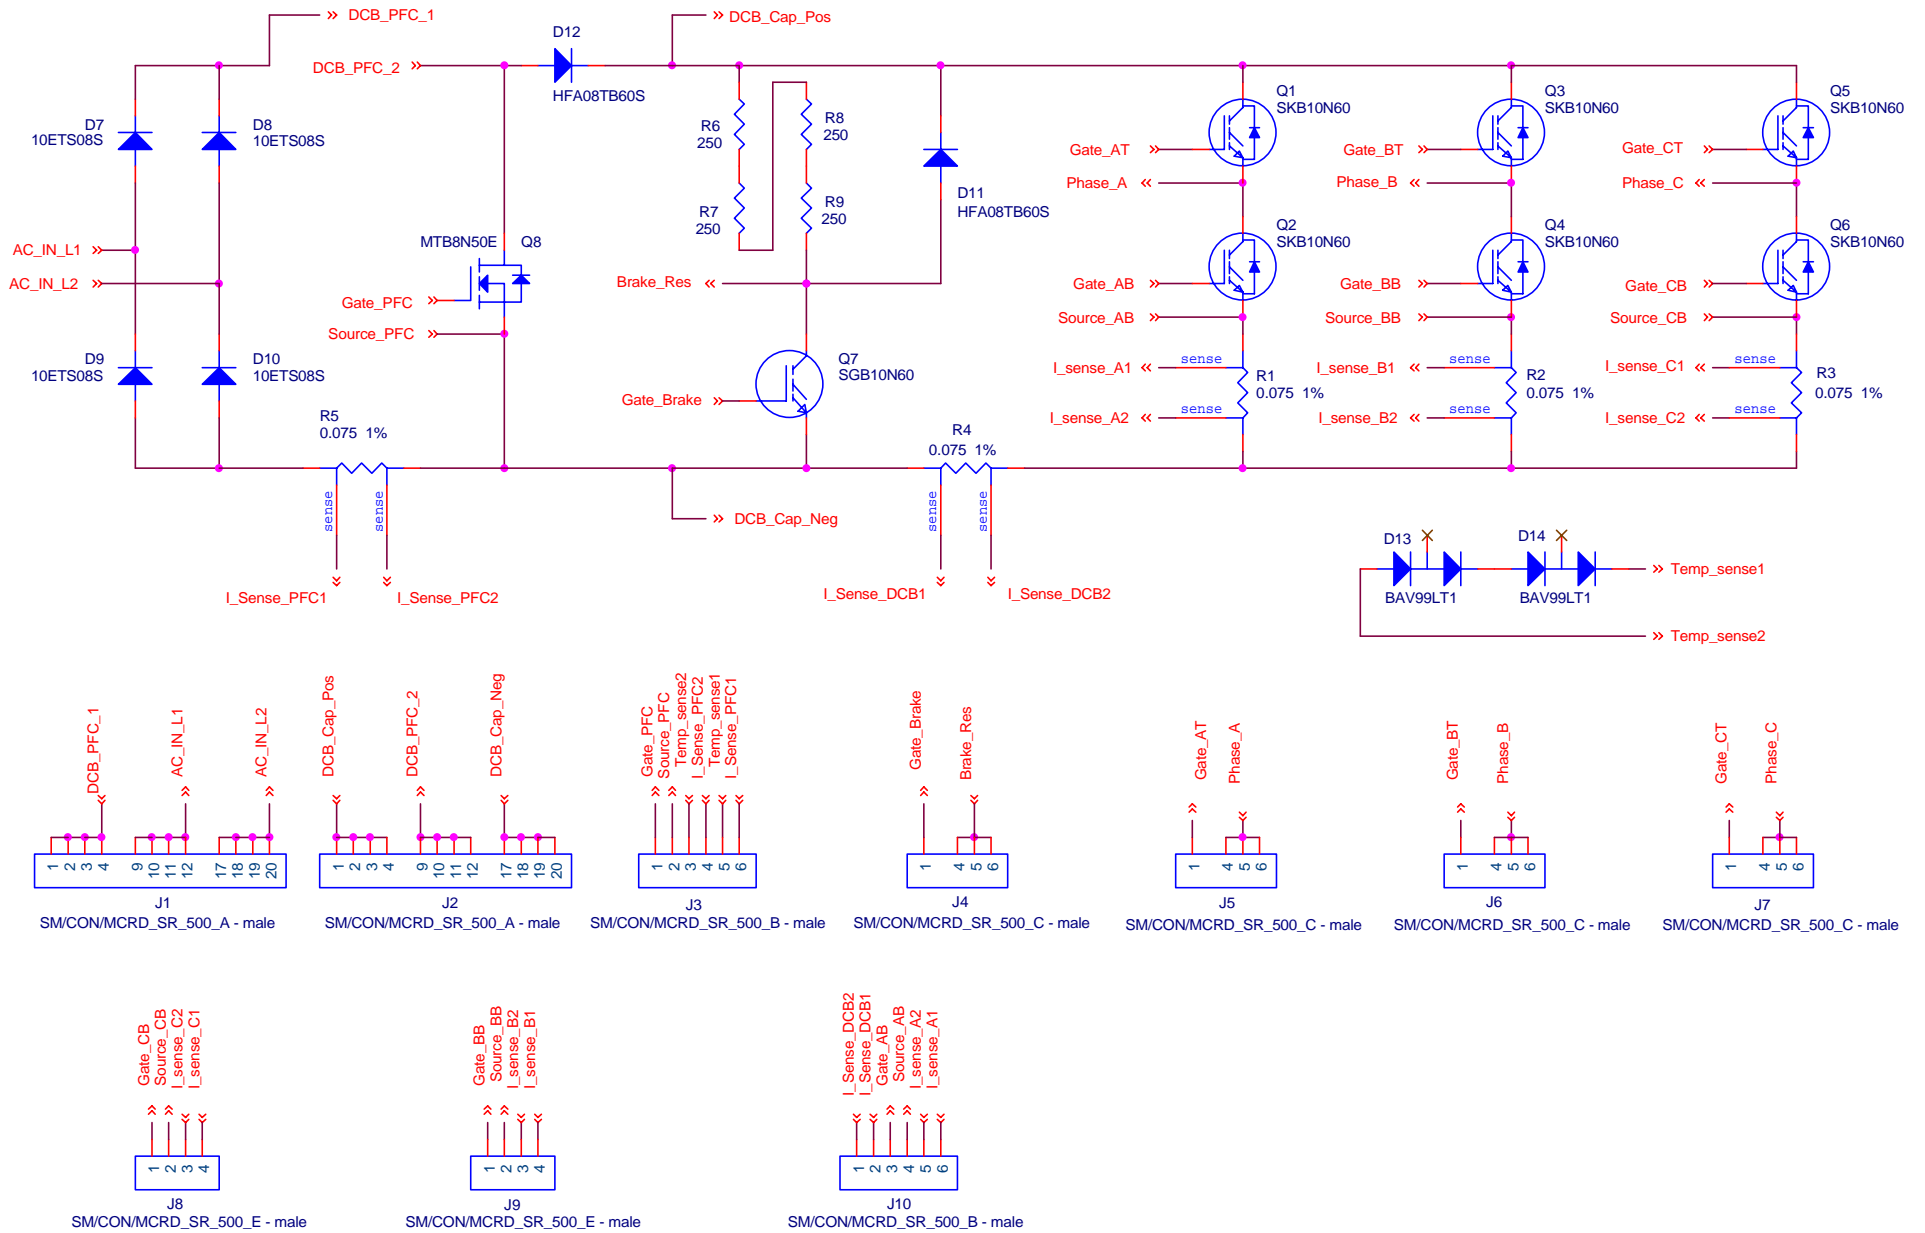 DCB_PFC_1
DCB_Cap_Pos
D12
DCB_PFC_2
HFA08TB60S
D7
10ETS08S
D8
10ETS08S
R6
250
R8
250
Q1
SKB10N60
Q3
SKB10N60
Q5
SKB10N60
Gate_AT
Gate_BT
Gate_CT
Phase_A
Phase_B
Phase_C
R7
250
R9
250
D11
HFA08TB60S
AC_IN_L1
AC_IN_L2
MTB8N50E
Q8
Q2
SKB10N60
Q4
SKB10N60
Q6
SKB10N60
Brake_Res
Gate_AB
Gate_BB
Gate_CB
Gate_PFC
Source_PFC
Source_AB
Source_BB
Source_CB
D9
10ETS08S
D10
10ETS08S
Q7
SGB10N60
I_sense_A1
sense
I_sense_B1
sense
I_sense_C1
sense
R1
0.075 1%
R2
0.075 1%
R3
0.075 1%
Gate_Brake
I_sense_A2
sense
I_sense_B2
sense
I_sense_C2
sense
R5
0.075 1%
R4
0.075 1%
sense
sense
sense
sense
DCB_Cap_Neg
I_Sense_PFC1
I_Sense_PFC2
I_Sense_DCB1
I_Sense_DCB2
D13
D14
BAV99LT1
BAV99LT1
Temp_sense1
Temp_sense2
DCB_PFC_1
AC_IN_L1
AC_IN_L2
1
2
3
4
9
10
11
12
17
18
19
20
J1
SM/CON/MCRD_SR_500_A - male
DCB_Cap_Pos
DCB_PFC_2
DCB_Cap_Neg
1
2
3
4
9
10
11
12
17
18
19
20
J2
SM/CON/MCRD_SR_500_A - male
Gate_PFC
Source_PFC
Temp_sense2
I_Sense_PFC2
Temp_sense1
I_Sense_PFC1
1
2
3
4
5
6
J3
SM/CON/MCRD_SR_500_B - male
Gate_Brake
Brake_Res
1
4
5
6
J4
SM/CON/MCRD_SR_500_C - male
Gate_AT
Phase_A
1
4
5
6
J5
SM/CON/MCRD_SR_500_C - male
Gate_BT
Phase_B
1
4
5
6
J6
SM/CON/MCRD_SR_500_C - male
Gate_CT
Phase_C
1
4
5
6
J7
SM/CON/MCRD_SR_500_C - male
Gate_CB
Source_CB
I_sense_C2
I_sense_C1
1
2
3
4
J8
SM/CON/MCRD_SR_500_E - male
Gate_BB
Source_BB
I_sense_B2
I_sense_B1
1
2
3
4
J9
SM/CON/MCRD_SR_500_E - male
I_Sense_DCB2
I_Sense_DCB1
Gate_AB
Source_AB
I_sense_A2
I_sense_A1
1
2
3
4
5
6
J10
SM/CON/MCRD_SR_500_B - male